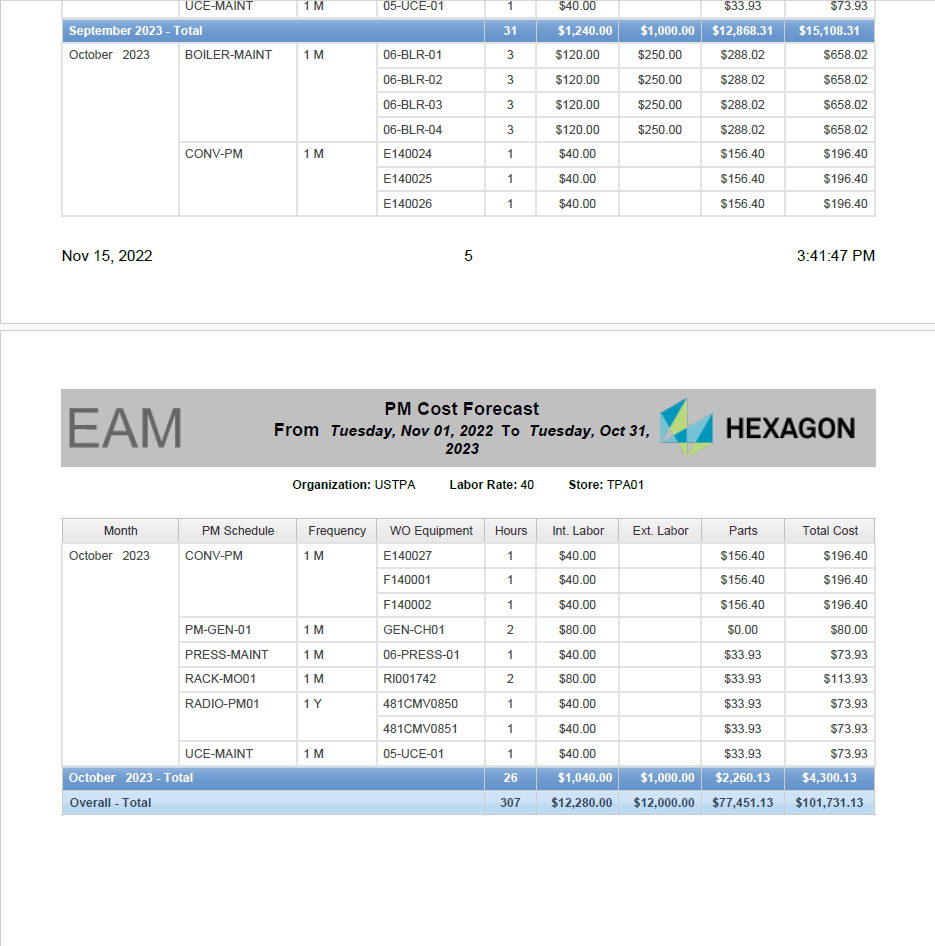 UCE-MAINT 1 M 05-UCE-01 1 $40.00 $33.93 $73.93
September 2023 - Total 31 $1,240.00 $1,000.00 $12,868.31 $15,108.31
October 2023 BOILER-MAINT 1 M 06-BLR-01 3 $120.00 $250.00 $288.02 $658.02
06-BLR-02 3 $120.00 $250.00 $288.02 $658.02
06-BLR-03 3 $120.00 $250.00 $288.02 $658.02
06-BLR-04 3 $120.00 $250.00 $288.02 $658.02
CONV-PM 1 M E140024 1 $40.00 $156.40 $196.40
E140025 1 $40.00 $156.40 $196.40
E140026 1 $40.00 $156.40 $196.40
Nov 15, 2022 5 3:41:47 PM
EAM
PM Cost Forecast
From Tuesday, Nov 01, 2022 To Tuesday, Oct 31,
2023
HEXAGON
Organization: USTPA Labor Rate: 40 Store: TPA01
Month PM Schedule Frequency WO Equipment Hours Int. Labor Ext. Labor Parts Total Cost
October 2023 CONV-PM 1 M E140027 1 $40.00 $156.40 $196.40
F140001 1 $40.00 $156.40 $196.40
F140002 1 $40.00 $156.40 $196.40
PM-GEN-01 1 M GEN-CH01 2 $80.00 $0.00 $80.00
PRESS-MAINT 1 M 06-PRESS-01 1 $40.00 $33.93 $73.93
RACK-MO01 1 M RI001742 2 $80.00 $33.93 $113.93
RADIO-PM01 1 Y 481CMV0850 1 $40.00 $33.93 $73.93
481CMV0851 1 $40.00 $33.93 $73.93
UCE-MAINT 1 M 05-UCE-01 1 $40.00 $33.93 $73.93
October 2023 - Total 26 $1,040.00 $1,000.00 $2,260.13 $4,300.13
Overall - Total 307 $12,280.00 $12,000.00 $77,451.13 $101,731.13